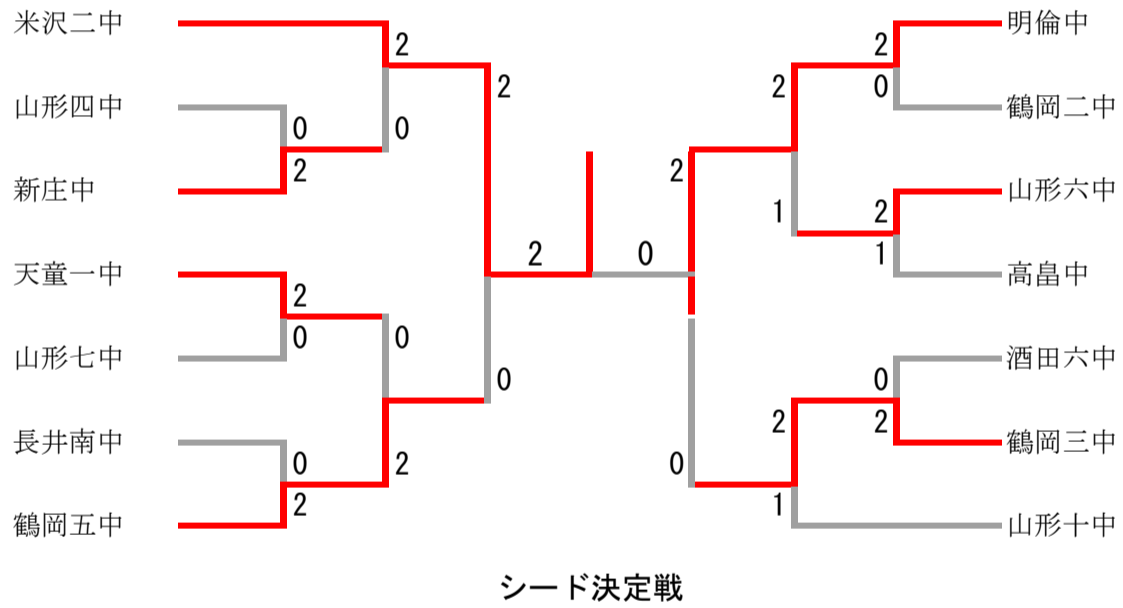 米沢二中
2
山形四中
0
0
新庄中
2
天童一中
2
山形七中
0
0
長井南中
0
2
鶴岡五中
2
2
0
2
0
明倫中
2
鶴岡二中
0
2
山形六中
2
1
高畠中
1
2
酒田六中
0
鶴岡三中
2
2
山形十中
1
0
シード決定戦